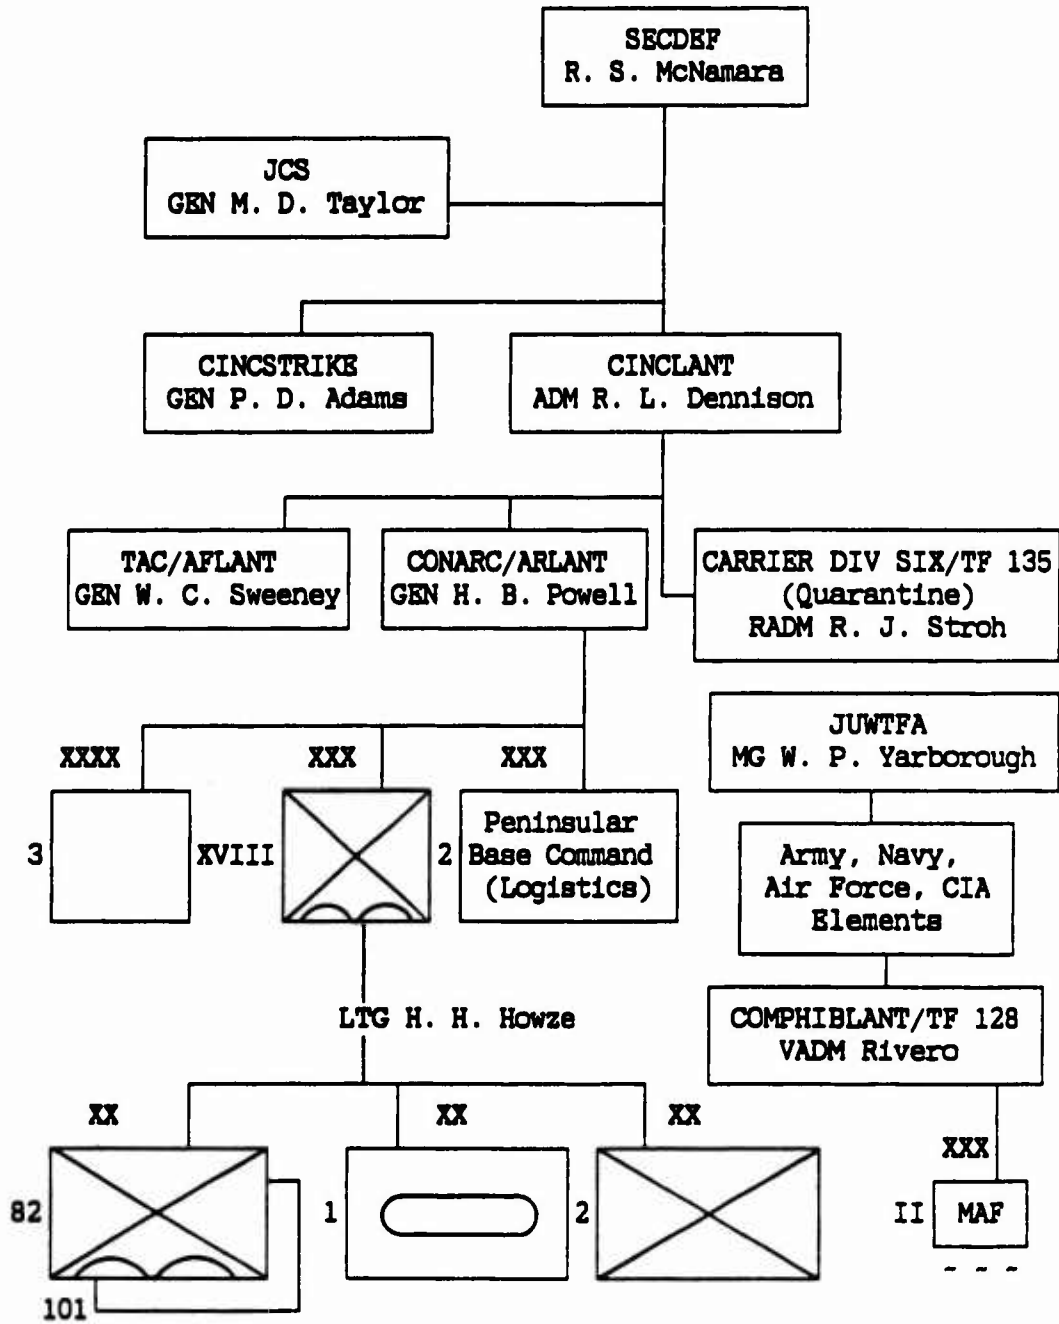 SECDEF
R. S. McNamara
JCS
GEN M. D. Taylor
CINCSTRIKE
GEN P. D. Adams
CINCLANT
ADM R. L. Dennison
TAC/AFLANT
GEN W. C. Sweeney
CONARC/ARLANT
GEN H. B. Powell
CARRIER DIV SIX/TF 135
(Quarantine)
RADM R. J. Stroh
JUWTFA
MG W. P. Yarborough
XXXX
XXX
XXX
3
XVIII
2
Peninsular
Base Command
(Logistics)
Army, Navy,
Air Force, CIA
Elements
LTG H. H. Howze
COMPHIBLANT/TF 128
VADM Rivero
XX
XX
XX
XXX
82
1
2
II
MAF
- - -
101